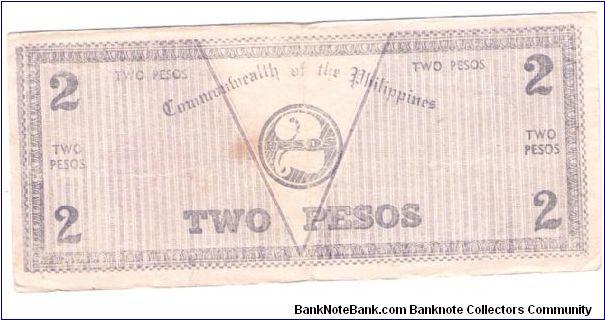 2
TWO PESOS
TWO PESOS
2
Commonwealth of the Philippines
TWO
PESOS
2
TWO
PESOS
2
TWO PESOS
2
BankNoteBank.com Banknote Collectors Community